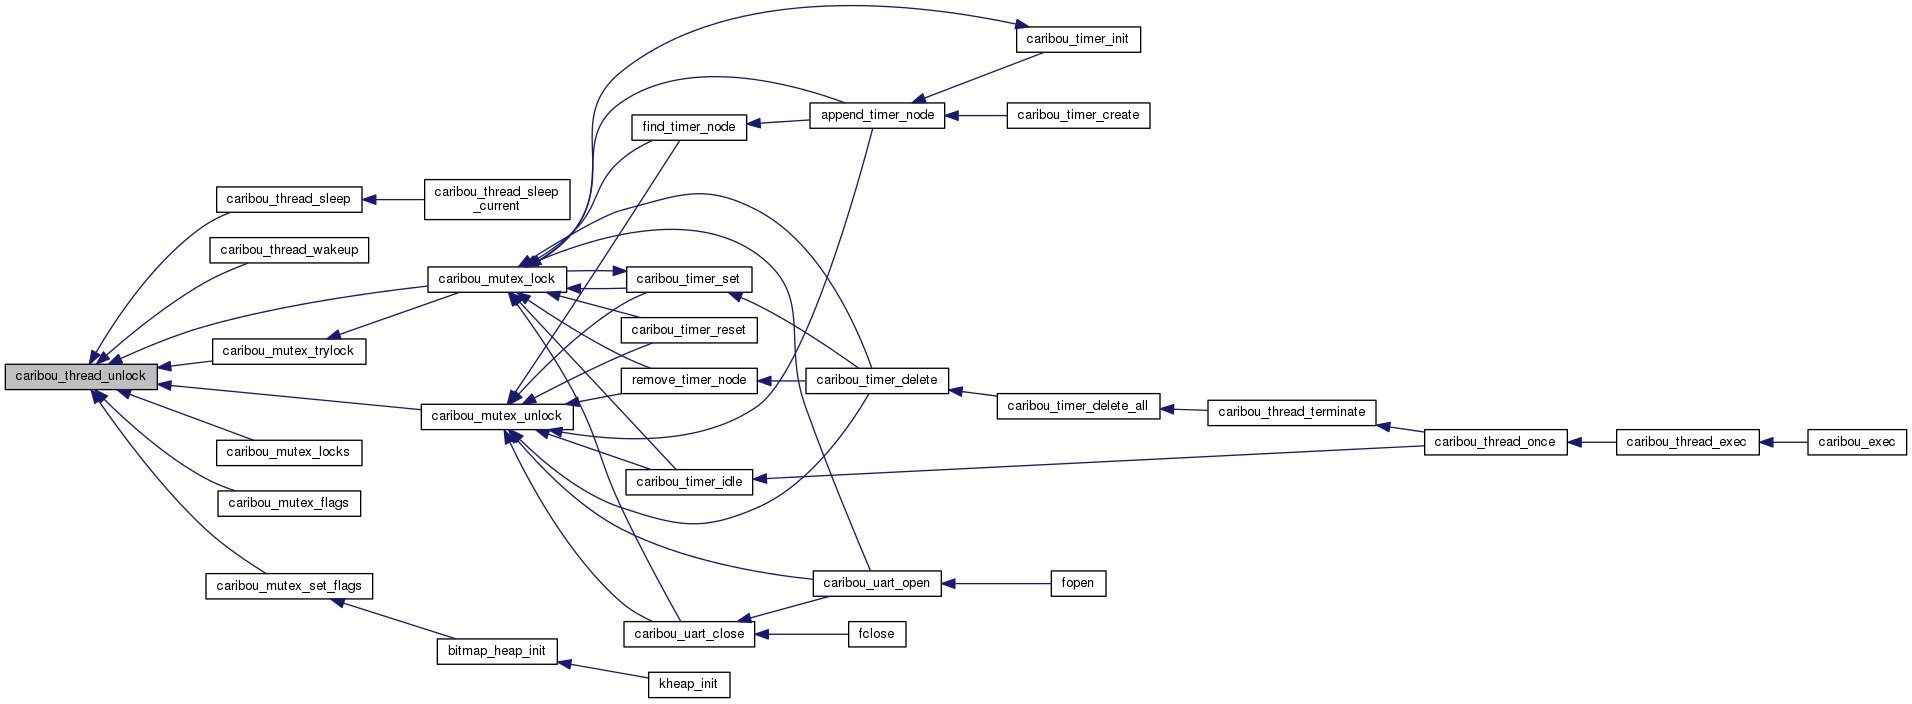 caribou_timer_init
caribou_timer_create
append_timer_node
find_timer_node
caribou_thread_sleep
caribou_thread_sleep
_current
caribou_thread_wakeup
caribou_mutex_lock
caribou_timer_set
caribou_timer_reset
caribou_mutex_trylock
caribou_thread_unlock
remove_timer_node
caribou_timer_delete
caribou_timer_delete_all
caribou_thread_terminate
caribou_mutex_unlock
caribou_thread_once
caribou_thread_exec
caribou_exec
caribou_mutex_locks
caribou_timer_idle
caribou_mutex_flags
caribou_mutex_set_flags
caribou_uart_open
fopen
caribou_uart_close
fclose
bitmap_heap_init
kheap_init